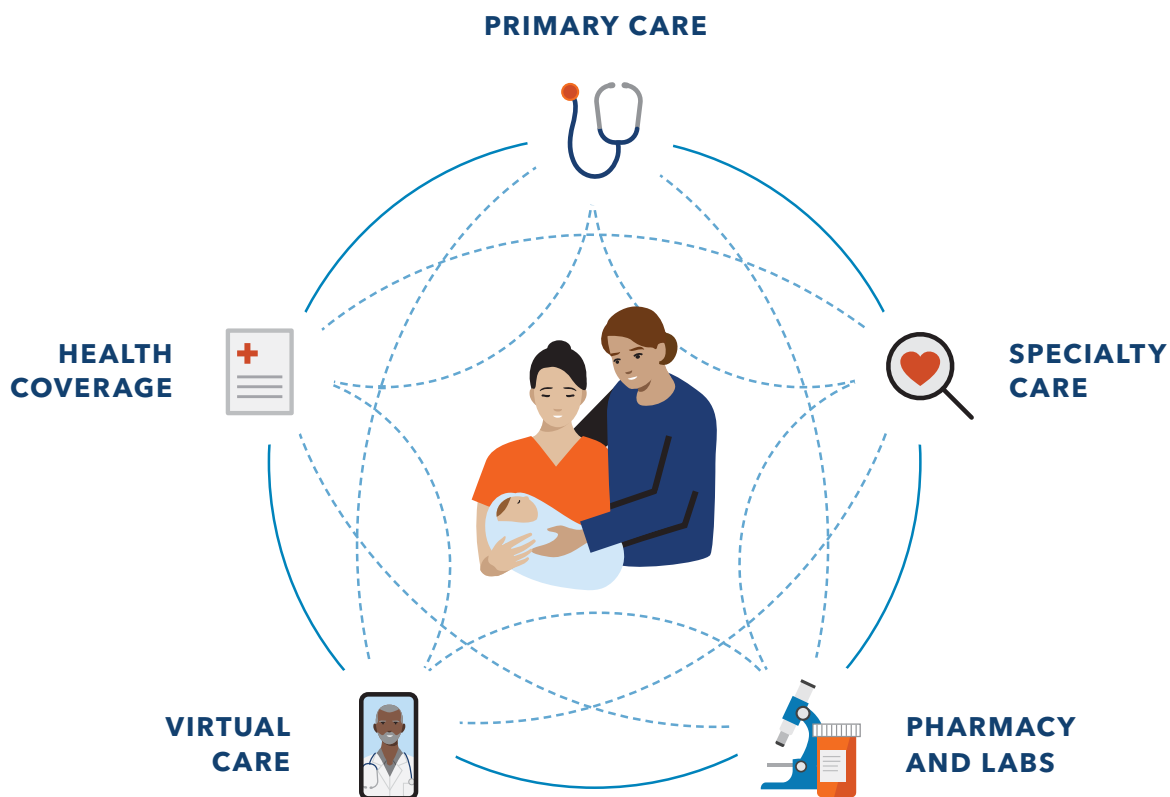 PRIMARY CARE
HEALTH
COVERAGE
SPECIALTY
CARE
VIRTUAL
CARE
PHARMACY
AND LABS